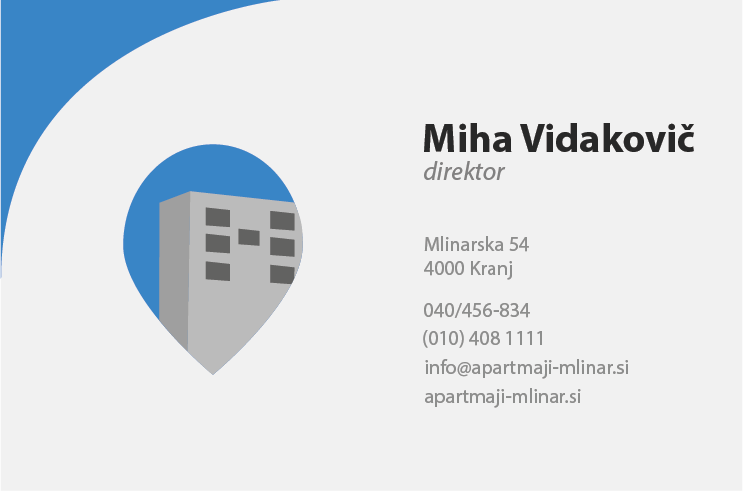 Miha Vidakovič
direktor
Mlinarska 54
4000 Kranj
040/456-834
(010) 408 1111
info@apartmaji-mlinar.si
apartmaji-mlinar.si